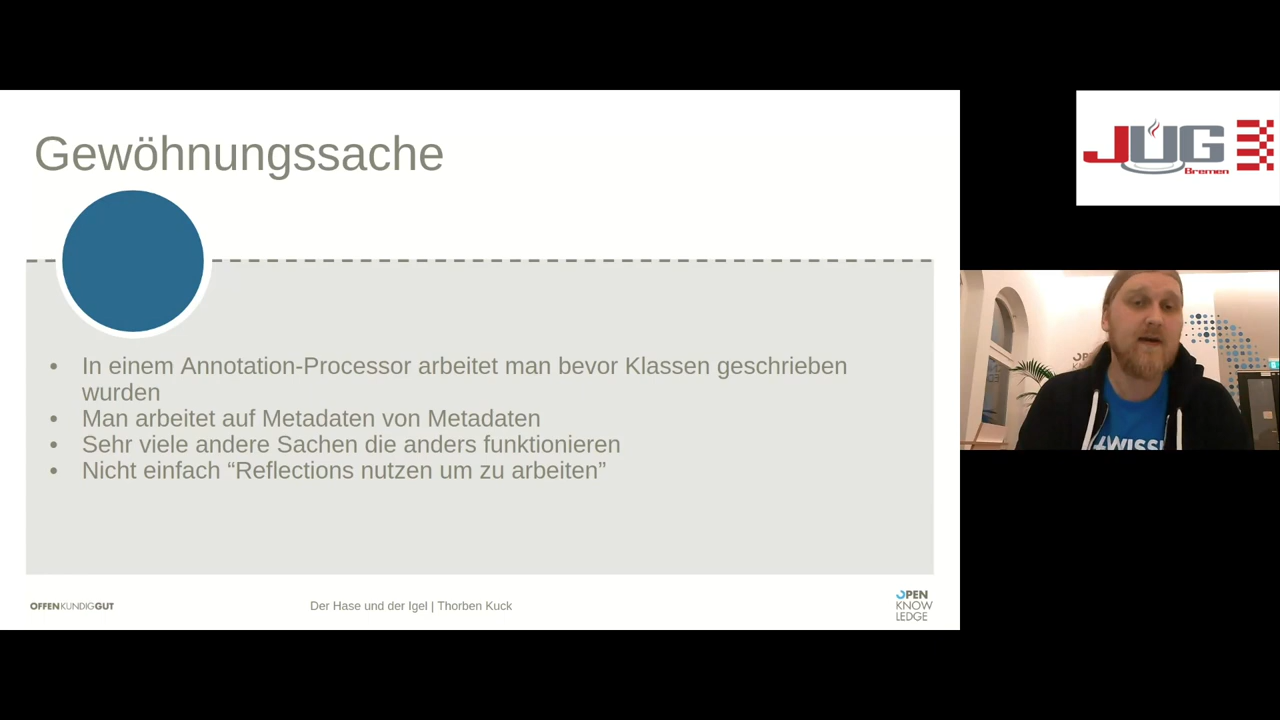 Gewöhnungssache
• In einem Annotation-Processor arbeitet man bevor Klassen geschrieben
wurden
• Man arbeitet auf Metadaten von Metadaten
• Sehr viele andere Sachen die anders funktionieren
• Nicht einfach “Reflections nutzen um zu arbeiten”
OFFENKUNDIGGUT
Der Hase und der Igel | Thorben Kuck
OPEN
KNOW
LEDGE
JUG
Bremen